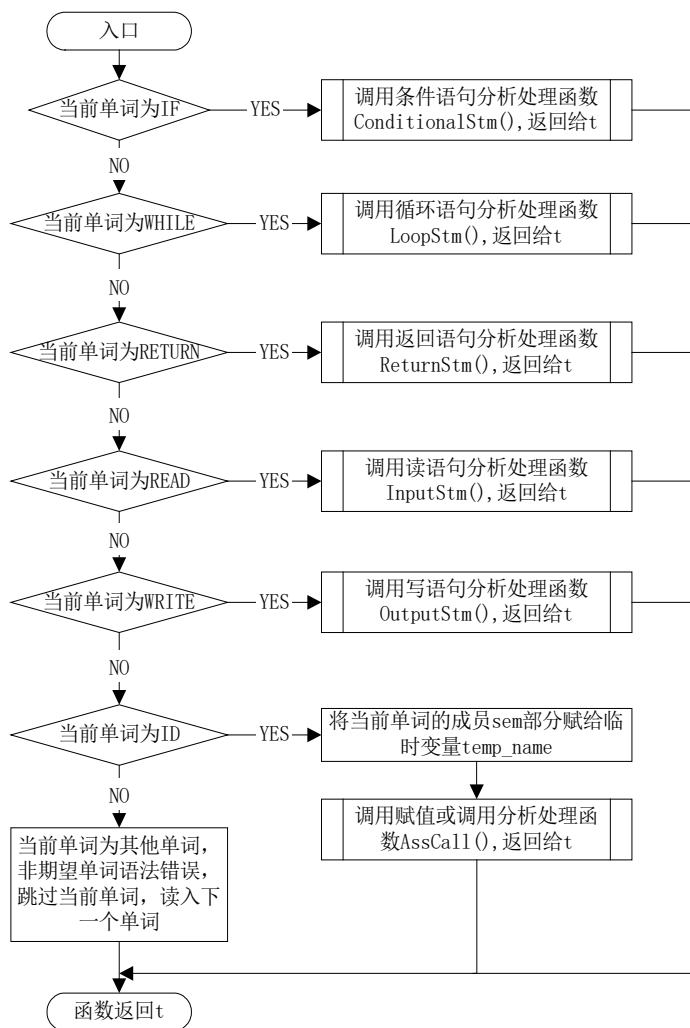 入口
当前单词为IF
YES
调用条件语句分析处理函数
ConditionalStm(),返回给t
NO
当前单词为WHILE
YES
调用循环语句分析处理函数
LoopStm(),返回给t
NO
当前单词为RETURN
YES
调用返回语句分析处理函数
ReturnStm(),返回给t
NO
当前单词为READ
YES
调用读语句分析处理函数
InputStm(),返回给t
NO
当前单词为WRITE
YES
调用写语句分析处理函数
OutputStm(),返回给t
NO
当前单词为ID
YES
将当前单词的成员sem部分赋给临
时变量temp_name
NO
调用赋值或调用分析处理函
数AssCall(),返回给t
当前单词为其他单词，
非期望单词语法错误，
跳过当前单词，读入下
一个单词
函数返回t